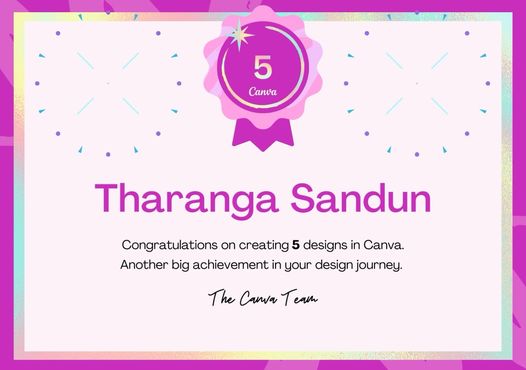 5
Canva
Tharanga Sandun
Congratulations on creating 5 designs in Canva.
Another big achievement in your design journey.
The Canva Team